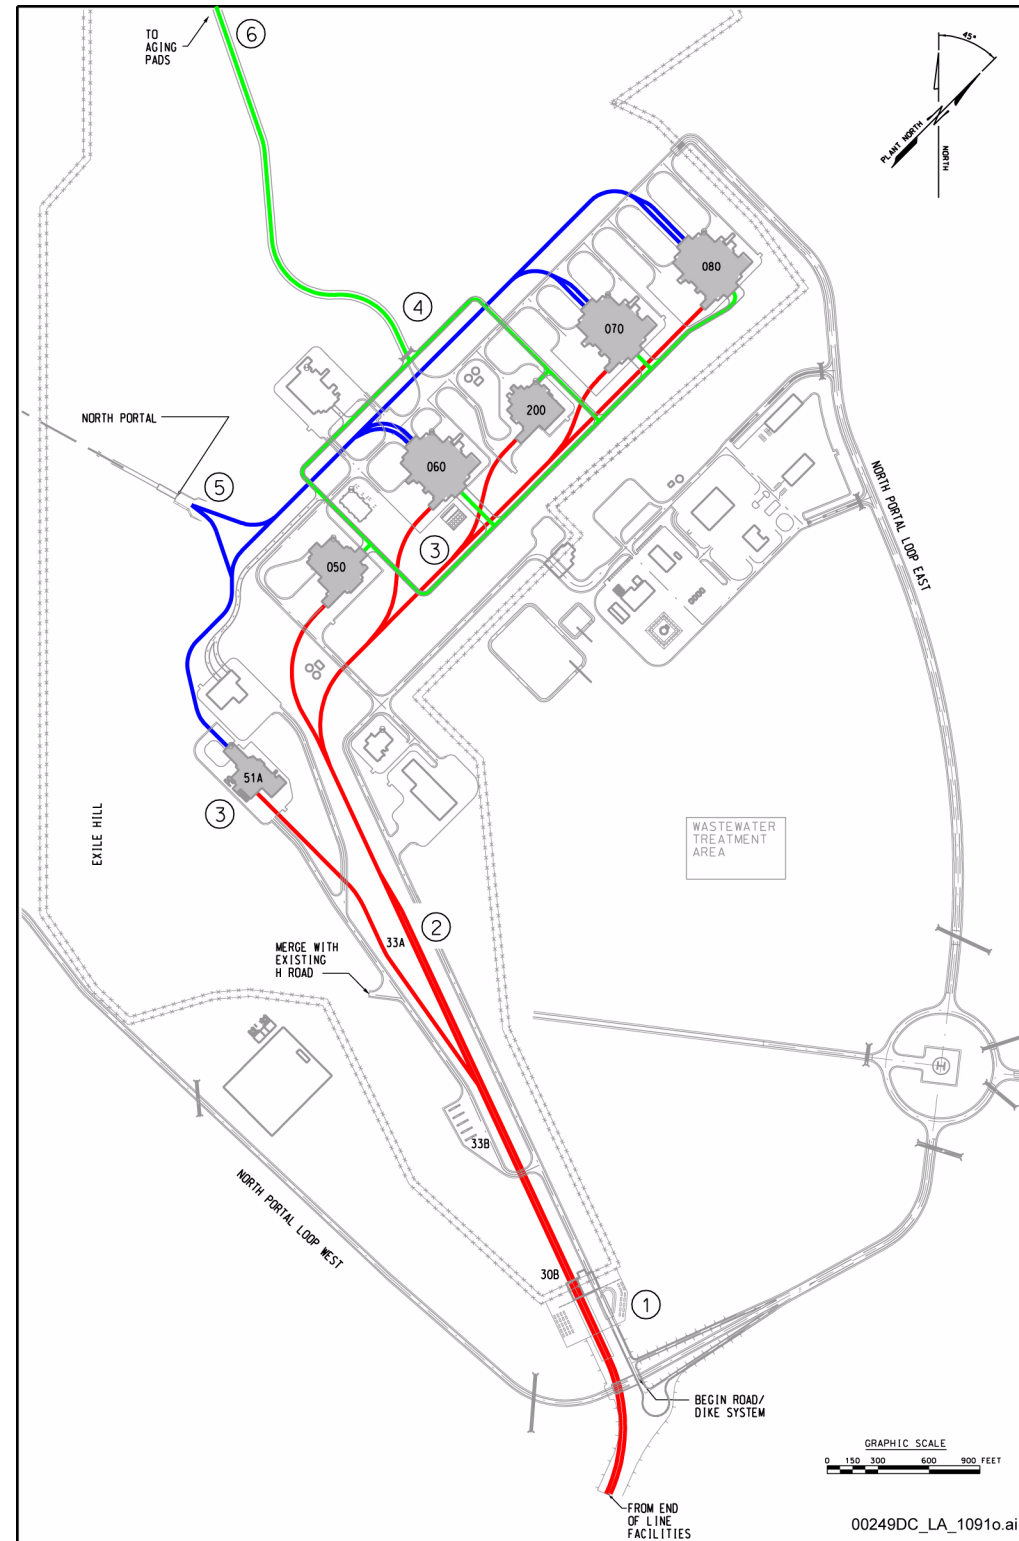 TO
AGING
PADS
6
45°
PLANT NORTH
N
NORTH
080
4
070
NORTH PORTAL
200
060
5
3
NORTH PORTAL LOOP EAST
050
51A
3
EXILE HILL
WASTEWATER
TREATMENT
AREA
2
33A
MERGE WITH
EXISTING
H ROAD
H
33B
NORTH PORTAL LOOP WEST
30B
1
BEGIN ROAD/
DIKE SYSTEM
GRAPHIC SCALE
0 150 300 600 900 FEET
FROM END
OF LINE
FACILITIES
00249DC_LA_1091o.ai